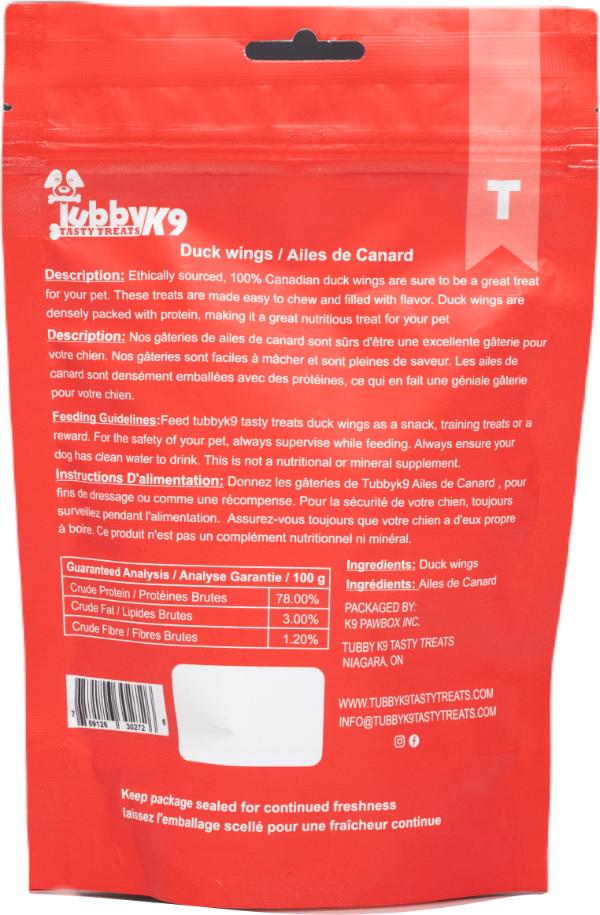 T
TubbyK9
TASTY TREATS
Duck wings / Ailes de Canard
Description: Ethically sourced, 100% Canadian duck wings are sure to be a great treat
for your pet. These treats are made easy to chew and filled with flavor. Duck wings are
densely packed with protein, making it a great nutritious treat for your pet
Description: Nos gâteries de ailes de canard sont sûrs d'être une excellente gâterie pour
votre chien. Nos gâteries sont faciles à mâcher et sont pleines de saveur. Les ailes de
canard sont densément emballées avec des protéines, ce qui en fait une géniale gâterie
pour votre chien.
Feeding Guidelines:Feed tubbyk9 tasty treats duck wings as a snack, training treats or a
reward. For the safety of your pet, always supervise while feeding. Always ensure your
dog has clean water to drink. This is not a nutritional or mineral supplement.
Instructions D'alimentation: Donnez les gâteries de Tubbyk9 Ailes de Canard , pour
fins de dressage ou comme une récompense. Pour la sécurité de votre chien, toujours
surveillez pendant l'alimentation. Assurez-vous toujours que votre chien a d'eux propre
à boire. Ce produit n'est pas un complément nutritionnel ni minéral.
Guaranteed Analysis / Analyse Garantie / 100 g
Crude Protein / Protéines Brutes 78.00%
Crude Fat / Lipides Brutes 3.00%
Crude Fibre / Fibres Brutes 1.20%
Ingredients: Duck wings
Ingrédients: Ailes de Canard
PACKAGED BY:
K9 PAWBOX INC.
TUBBY K9 TASTY TREATS
NIAGARA, ON
7 59126 30272 6
WWW.TUBBYK9TASTYTREATS.COM
INFO@TUBBYK9TASTYTREATS.COM
Keep package sealed for continued freshness
laissez l'emballage scellé pour une fraîcheur continue